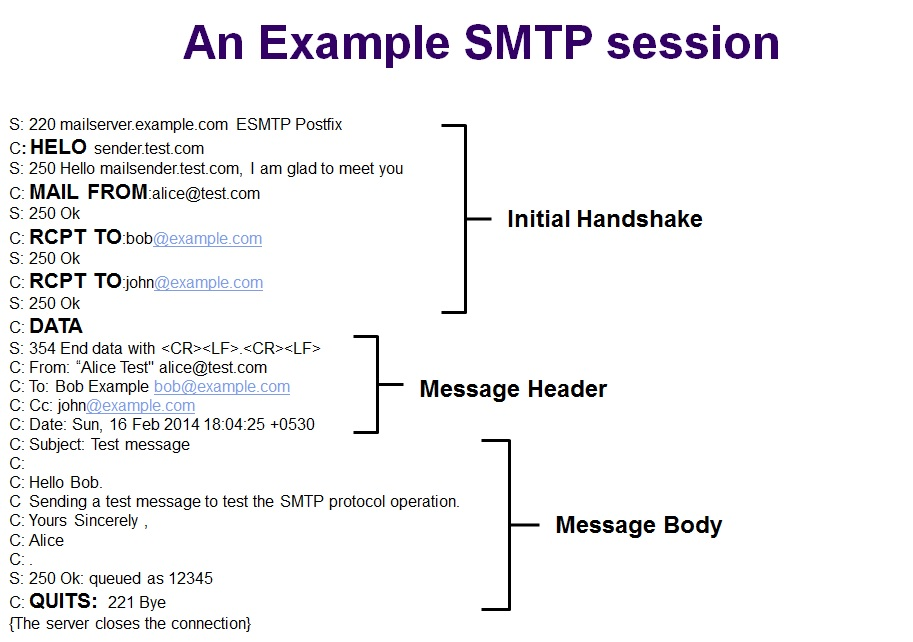 An Example SMTP session
S: 220 mailserver.example.com ESMTP Postfix
C: HELO sender.test.com
S: 250 Hello mailsender.test.com, I am glad to meet you
C: MAIL FROM:alice@test.com
S: 250 Ok
C: RCPT TO:bob@example.com
S: 250 Ok
C: RCPT TO:john@example.com
S: 250 Ok
C: DATA
Initial Handshake
S: 354 End data with <CR><LF>.<CR><LF>
C: From: “Alice Test" alice@test.com
C: To: Bob Example bob@example.com
C: Cc: john@example.com
C: Date: Sun, 16 Feb 2014 18:04:25 +0530
Message Header
C: Subject: Test message
C:
C: Hello Bob.
C Sending a test message to test the SMTP protocol operation.
C: Yours Sincerely ,
C: Alice
C: .
S: 250 Ok: queued as 12345
C: QUITS: 221 Bye
{The server closes the connection}
Message Body